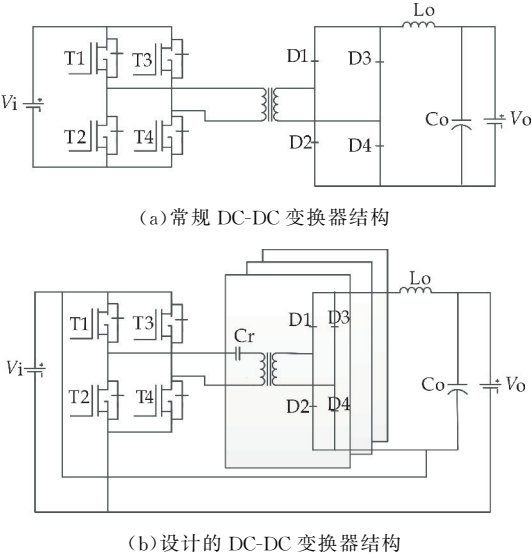 Lo
T1 T3 D1 D3
Vi Co Vo
T2 T4 D2 D4
(a)常规 DC-DC 变换器结构
Lo
T1 T3 Cr D1 D3
Vi Co Vo
T2 T4 D2 D4
(b)设计的 DC-DC 变换器结构